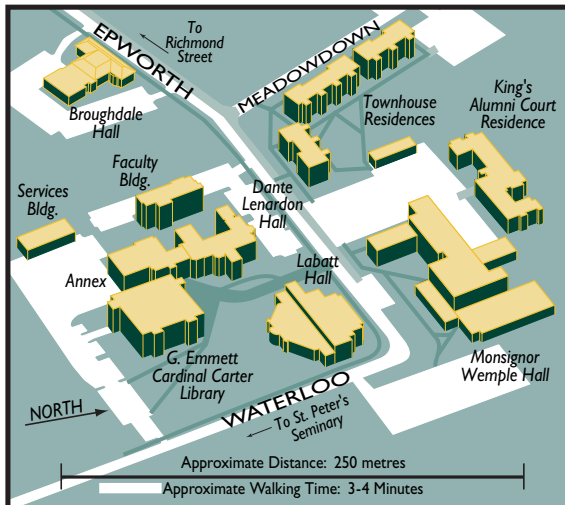 To
Richmond
Street
EPWORTH
MEADOWDOWN
Broughdale
Hall
Townhouse
Residences
King's
Alumni Court
Residence
Faculty
Bldg.
Services
Bldg.
Dante
Lenardon
Hall
Annex
Labatt
Hall
G. Emmett
Cardinal Carter
Library
Monsignor
Wemple Hall
NORTH
WATERLOO
To St. Peter's
Seminary
Approximate Distance: 250 metres
Approximate Walking Time: 3-4 Minutes